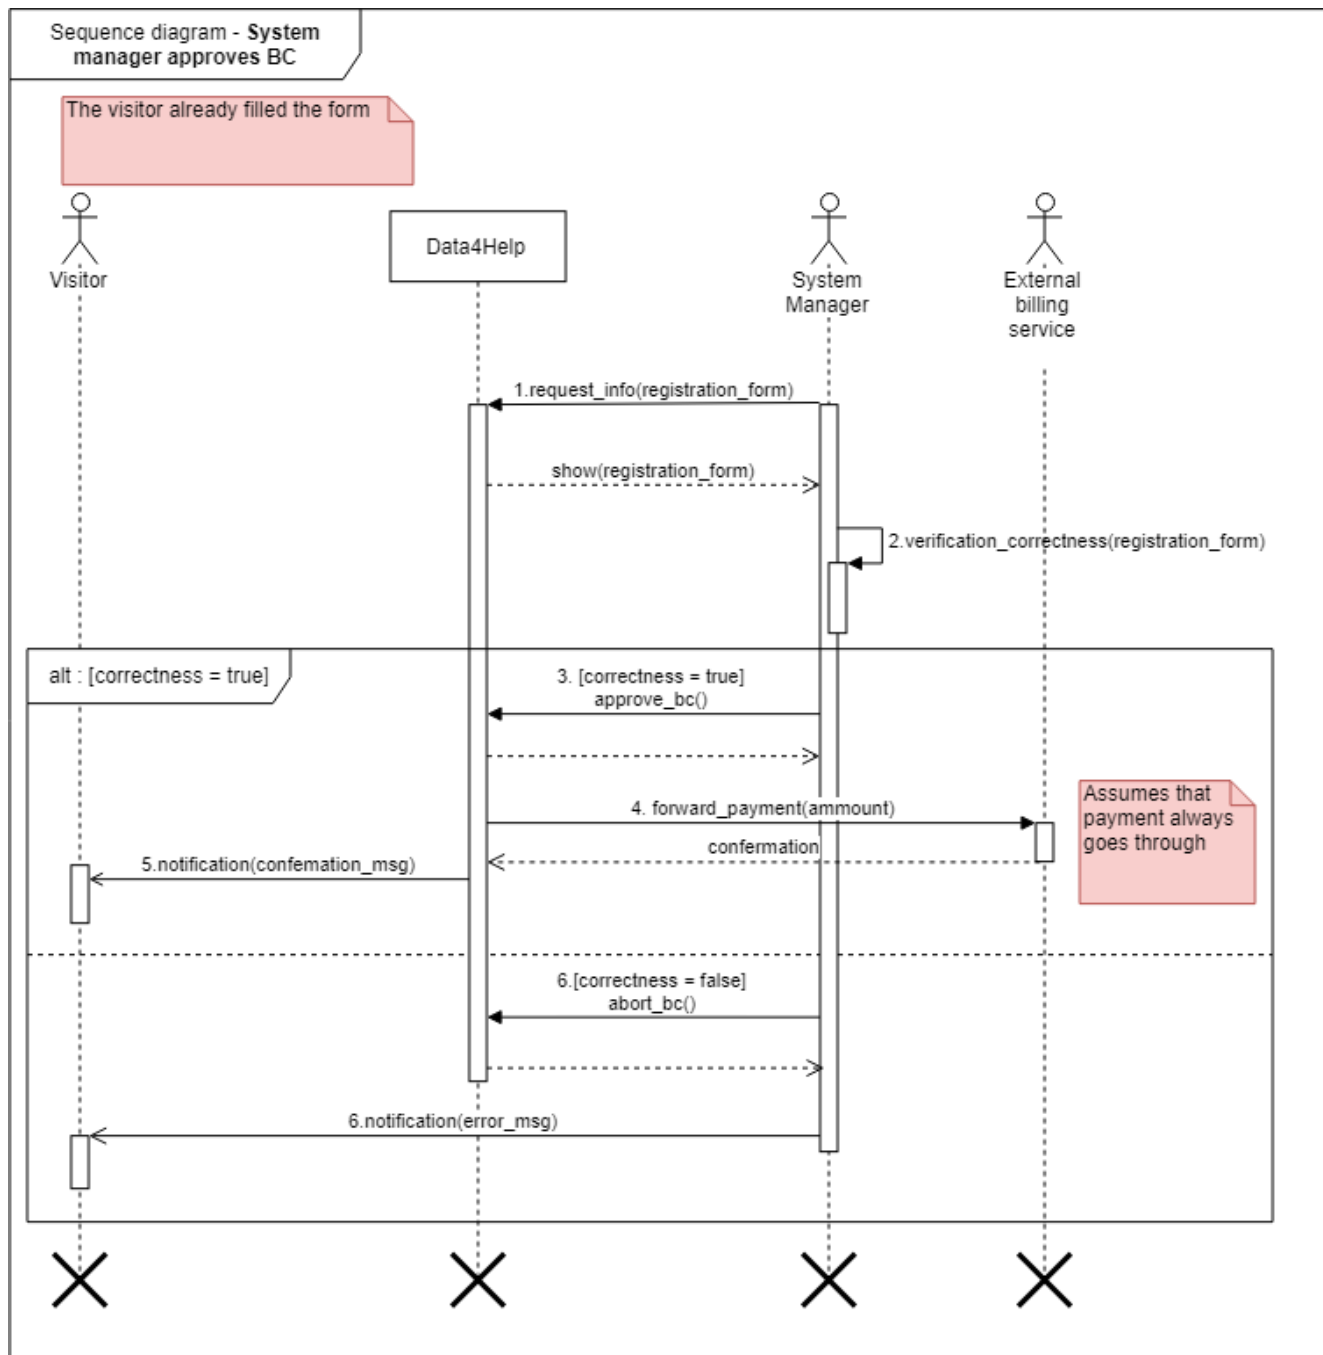 Sequence diagram - System
manager approves BC
The visitor already filled the form
Visitor
Data4Help
System
Manager
External
billing
service
1.request_info(registration_form)
show(registration_form)
2.verification_correctness(registration_form)
alt : [correctness = true]
3. [correctness = true]
approve_bc()
4. forward_payment(ammount)
Assumes that
payment always
goes through
confermation
5.notification(confemation_msg)
6.[correctness = false]
abort_bc()
6.notification(error_msg)